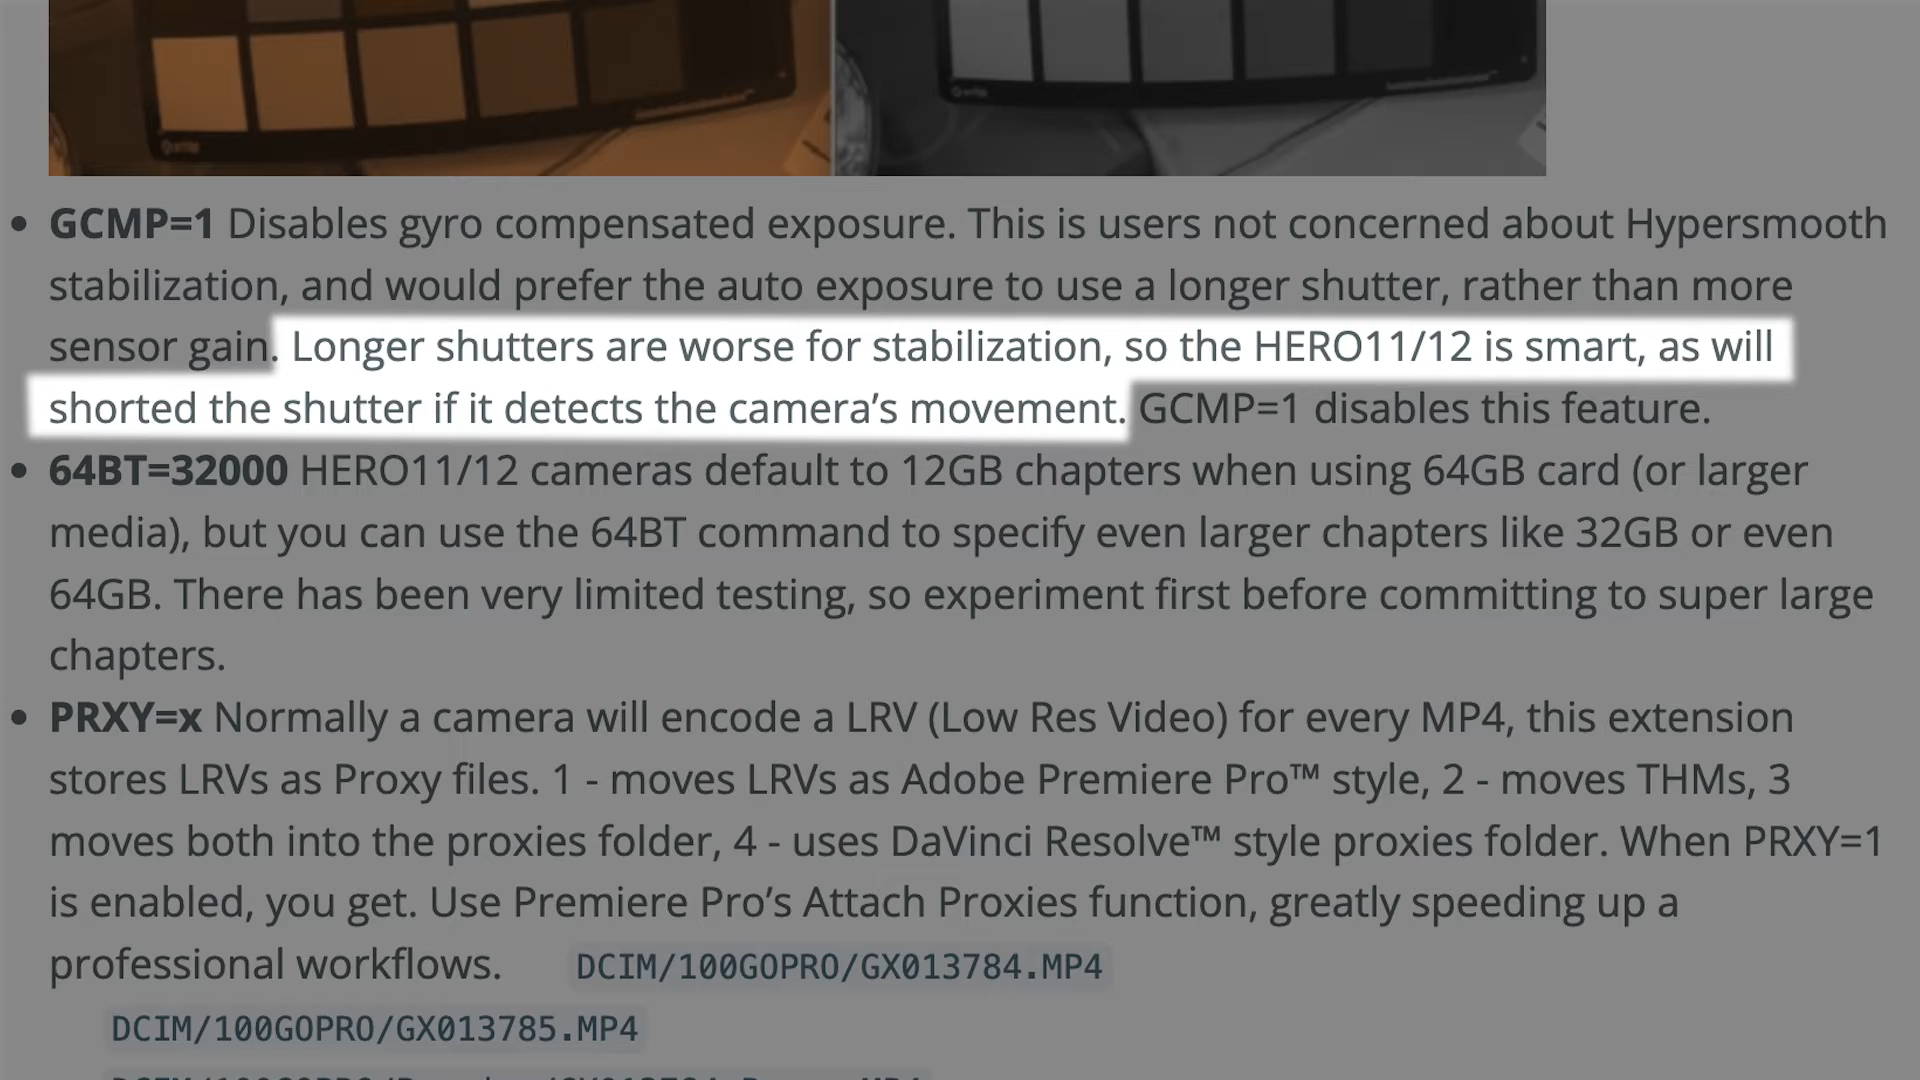 GCMP=1 Disables gyro compensated exposure. This is users not concerned about Hypersmooth
stabilization, and would prefer the auto exposure to use a longer shutter, rather than more
sensor gain. Longer shutters are worse for stabilization, so the HERO11/12 is smart, as will
shorted the shutter if it detects the camera’s movement. GCMP=1 disables this feature.
64BT=32000 HERO11/12 cameras default to 12GB chapters when using 64GB card (or larger
media), but you can use the 64BT command to specify even larger chapters like 32GB or even
64GB. There has been very limited testing, so experiment first before committing to super large
chapters.
PRXY=x Normally a camera will encode a LRV (Low Res Video) for every MP4, this extension
stores LRVs as Proxy files. 1 - moves LRVs as Adobe Premiere Pro™ style, 2 - moves THMs, 3
moves both into the proxies folder, 4 - uses DaVinci Resolve™ style proxies folder. When PRXY=1
is enabled, you get. Use Premiere Pro’s Attach Proxies function, greatly speeding up a
professional workflows. DCIM/100GOPRO/GX013784.MP4
DCIM/100GOPRO/GX013785.MP4